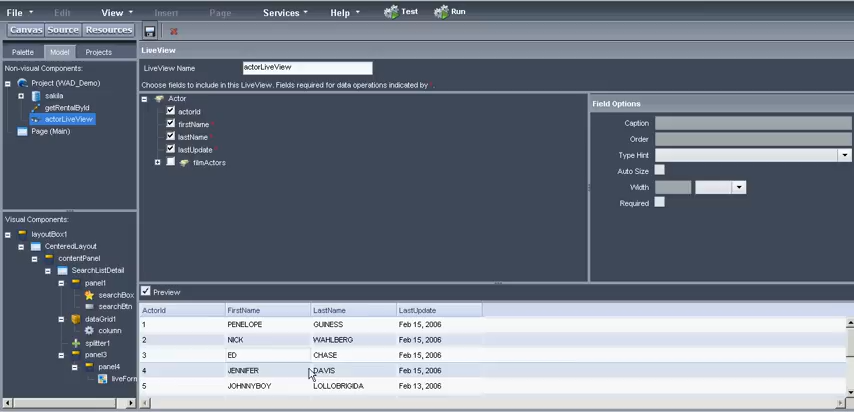 File Edit View Insert Page Services Help Test Run
Canvas Source Resources
Palette Model Projects
Non-visual Components:
Project (WAD_Demo)
sakila
getRentalById
actorLiveView
Page (Main)
Visual Components:
layoutBox1
CenteredLayout
contentPanel
SearchListDetail
panel1
searchBox
searchBtn
dataGrid1
column
splitter1
panel3
panel4
liveForm
LiveView
LiveView Name actorLiveView
Choose fields to include in this LiveView. Fields required for data operations indicated by *.
Actor
actorId
firstName *
lastName *
lastUpdate *
filmActors
Field Options
Caption
Order
Type Hint
Auto Size
Width
Required
Preview
ActorId FirstName LastName LastUpdate
1 PENELOPE GUINESS Feb 15, 2006
2 NICK WAHLBERG Feb 15, 2006
3 ED CHASE Feb 15, 2006
4 JENNIFER DAVIS Feb 15, 2006
5 JOHNNYBOY LOLLOBRIGIDA Feb 13, 2006